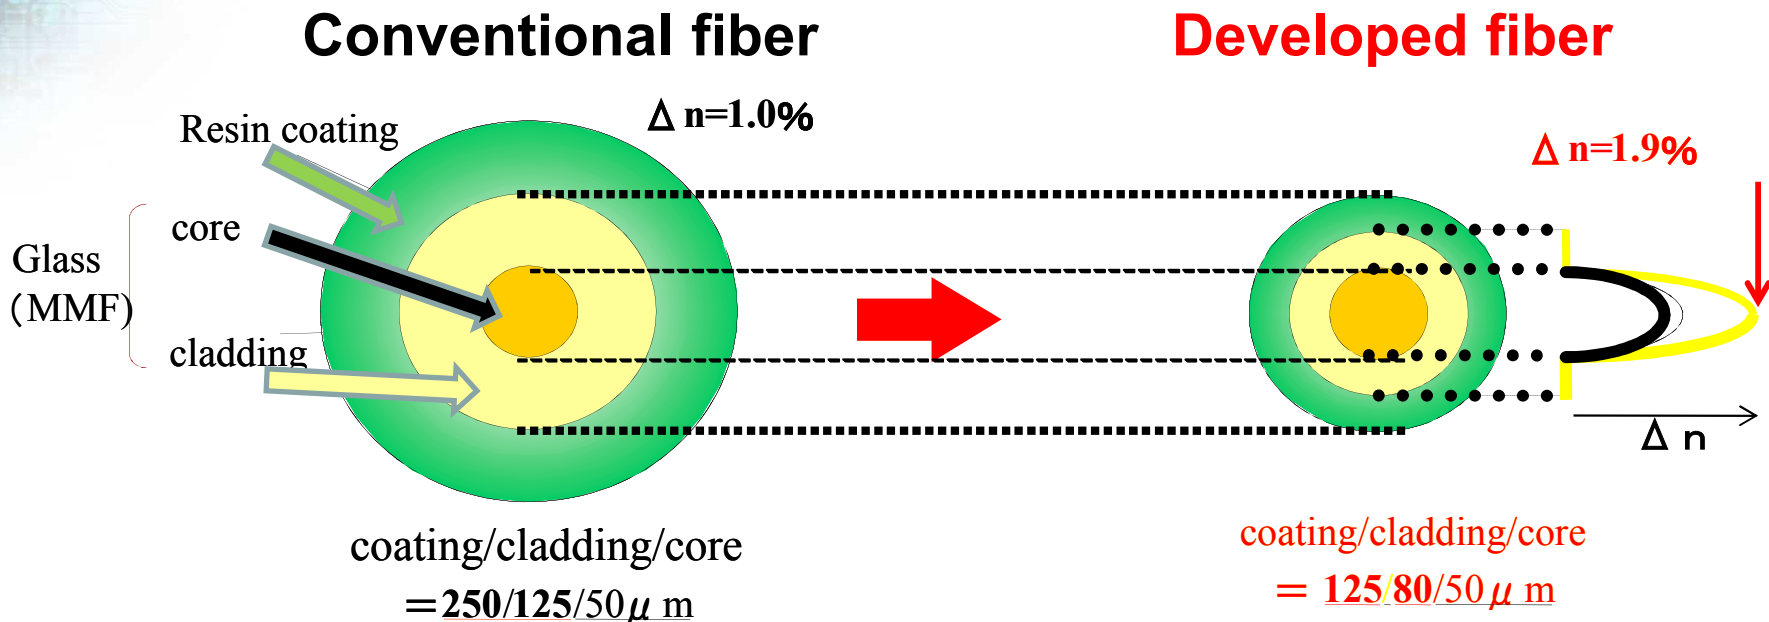 Conventional fiber
Developed fiber
Δ n=1.0%
Resin coating
Δ n=1.9%
core
Glass
(MMF)
cladding
Δ n
coating/cladding/core
=250/125/50μ m
coating/cladding/core
= 125/80/50μ m